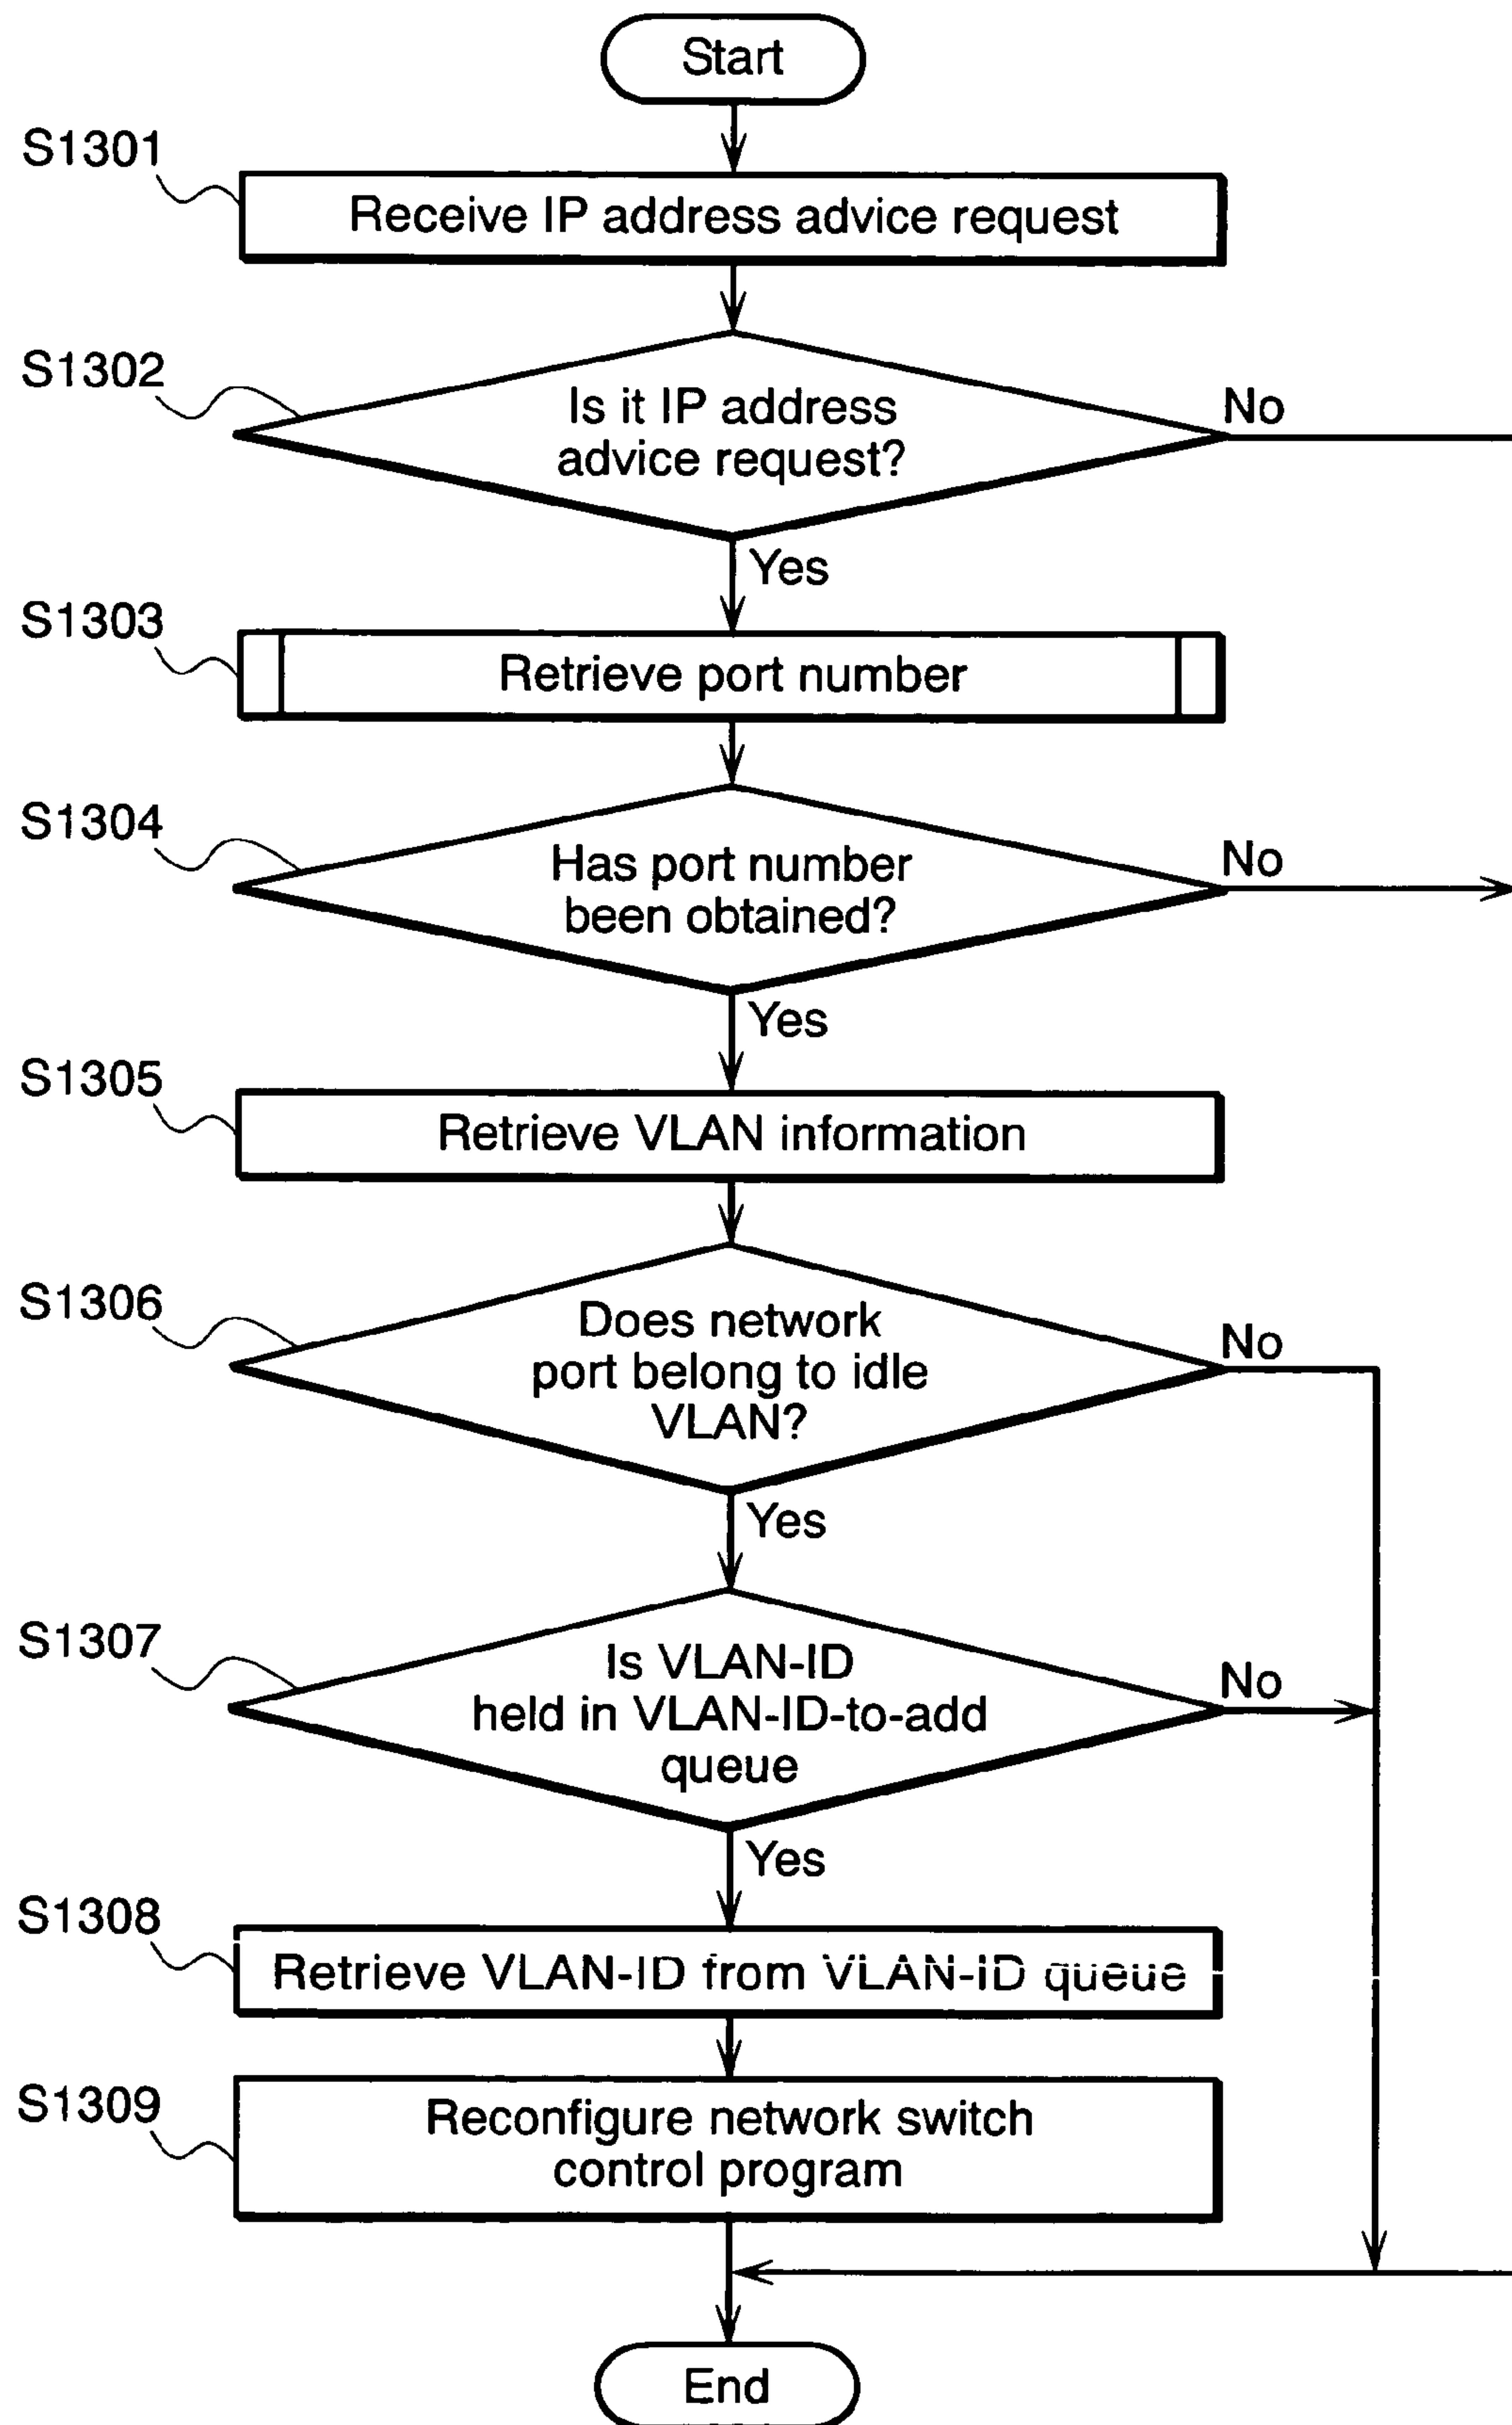 Start
S1301
Receive IP address advice request
S1302
Is it IP address
advice request?
No
Yes
S1303
Retrieve port number
S1304
Has port number
been obtained?
No
Yes
S1305
Retrieve VLAN information
S1306
Does network
port belong to idle
VLAN?
No
Yes
S1307
Is VLAN-ID
held in VLAN-ID-to-add
queue
No
Yes
S1308
Retrieve VLAN-ID from VLAN-ID queue
S1309
Reconfigure network switch
control program
End